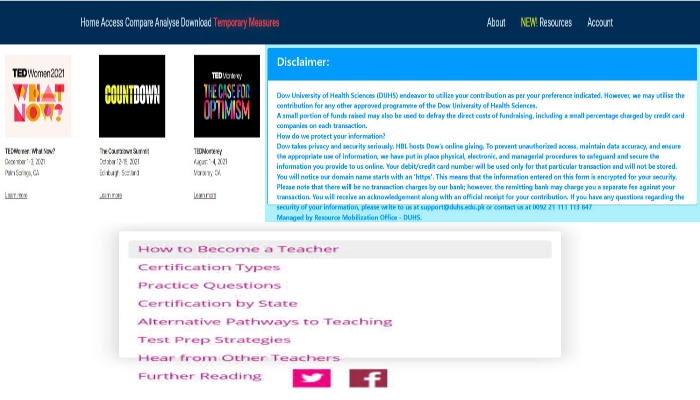 Home Access Compare Analyse Download Temporary Measures
About NEW! Resources Account
TEDWomen2021
WHAT NOW?
TEDWomen: What Now?
December 1-3, 2021
Palm Springs, CA
Learn more
COUNTDOWN
The Countdown Summit
October 12-15, 2021
Edinburgh, Scotland
Learn more
TEDMonterey
THE CASE FOR OPTIMISM
TEDMonterey
August 1-4, 2021
Monterey, CA
Learn more
Disclaimer:
Dow University of Health Sciences (DUHS) endeavor to utilize your contribution as per your preference indicated. However, we may utilise the
contribution for any other approved programme of the Dow University of Health Sciences.
A small portion of funds raised may also be used to defray the direct costs of fundraising, including a small percentage charged by credit card
companies on each transaction.
How do we protect your information?
Dow takes privacy and security seriously. HBL hosts Dow's online giving. To prevent unauthorized access, maintain data accuracy, and ensure
the appropriate use of information, we have put in place physical, electronic, and managerial procedures to safeguard and secure the
information you provide to us online. Your debit/credit card number will be used only for that particular transaction and will not be stored.
You will notice our domain name starts with an 'https'. This means that the information entered on this form is encrypted for your security.
Please note that there will be no transaction charges by our bank; however, the remitting bank may charge you a separate fee against your
transaction. You will receive an acknowledgement along with an official receipt for your contribution. If you have any questions regarding the
security of your information, please write to us at support@duhs.edu.pk or contact us at 0092 21 111 113 847
Managed by Resource Mobilization Office - DUHS.
How to Become a Teacher
Certification Types
Practice Questions
Certification by State
Alternative Pathways to Teaching
Test Prep Strategies
Hear from Other Teachers
Further Reading